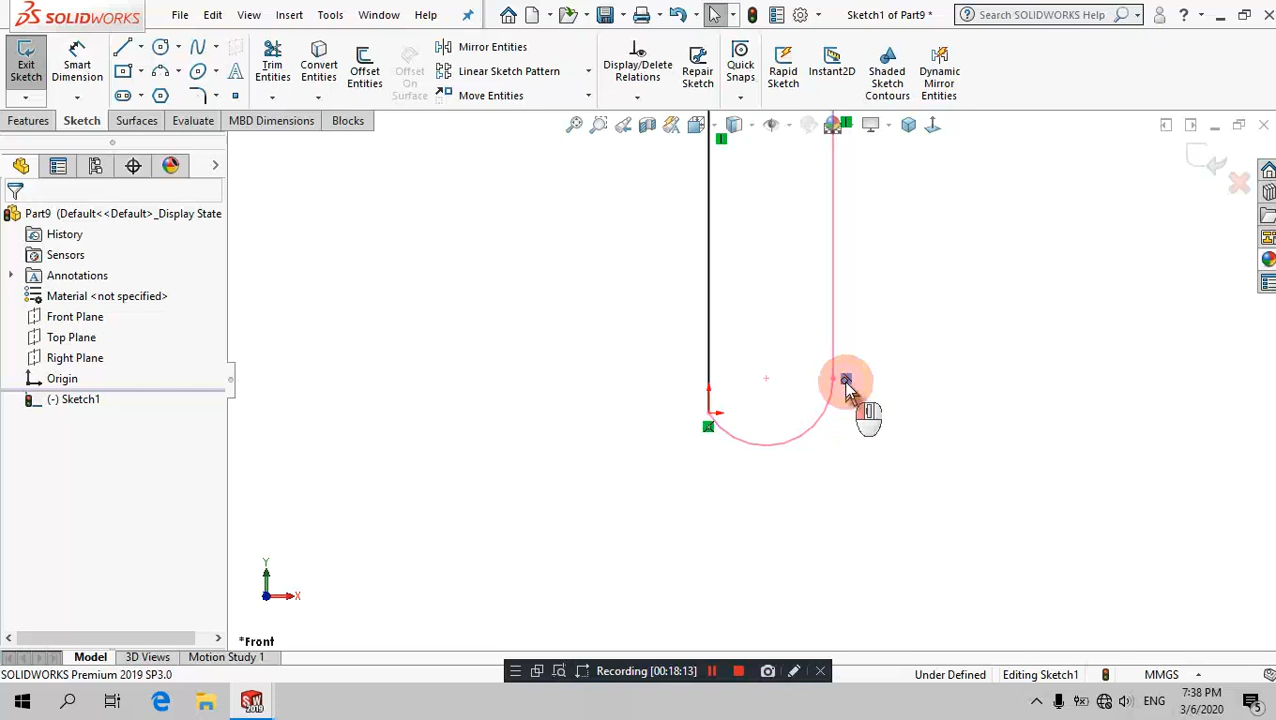 SOLIDWORKS File Edit View Insert Tools Window Help Sketch1 of Part9 * Search SOLIDWORKS Help ?
Exit Sketch
Smart Dimension
Trim Entities
Convert Entities
Offset Entities
Offset On Surface
Mirror Entities
Linear Sketch Pattern
Move Entities
Display/Delete Relations
Repair Sketch
Quick Snaps
Rapid Sketch
Instant2D
Shaded Sketch Contours
Dynamic Mirror Entities
Features Sketch Surfaces Evaluate MBD Dimensions Blocks
Part9 (Default<<Default>_Display State
History
Sensors
Annotations
Material <not specified>
Front Plane
Top Plane
Right Plane
Origin
(-) Sketch1
Y
X
*Front
Model 3D Views Motion Study 1
SOLIDWORKS Premium 2019 SP3.0
Recording [00:18:13]
Under Defined Editing Sketch1 MMGS
SW 2019
ENG
7:38 PM
3/6/2020
5